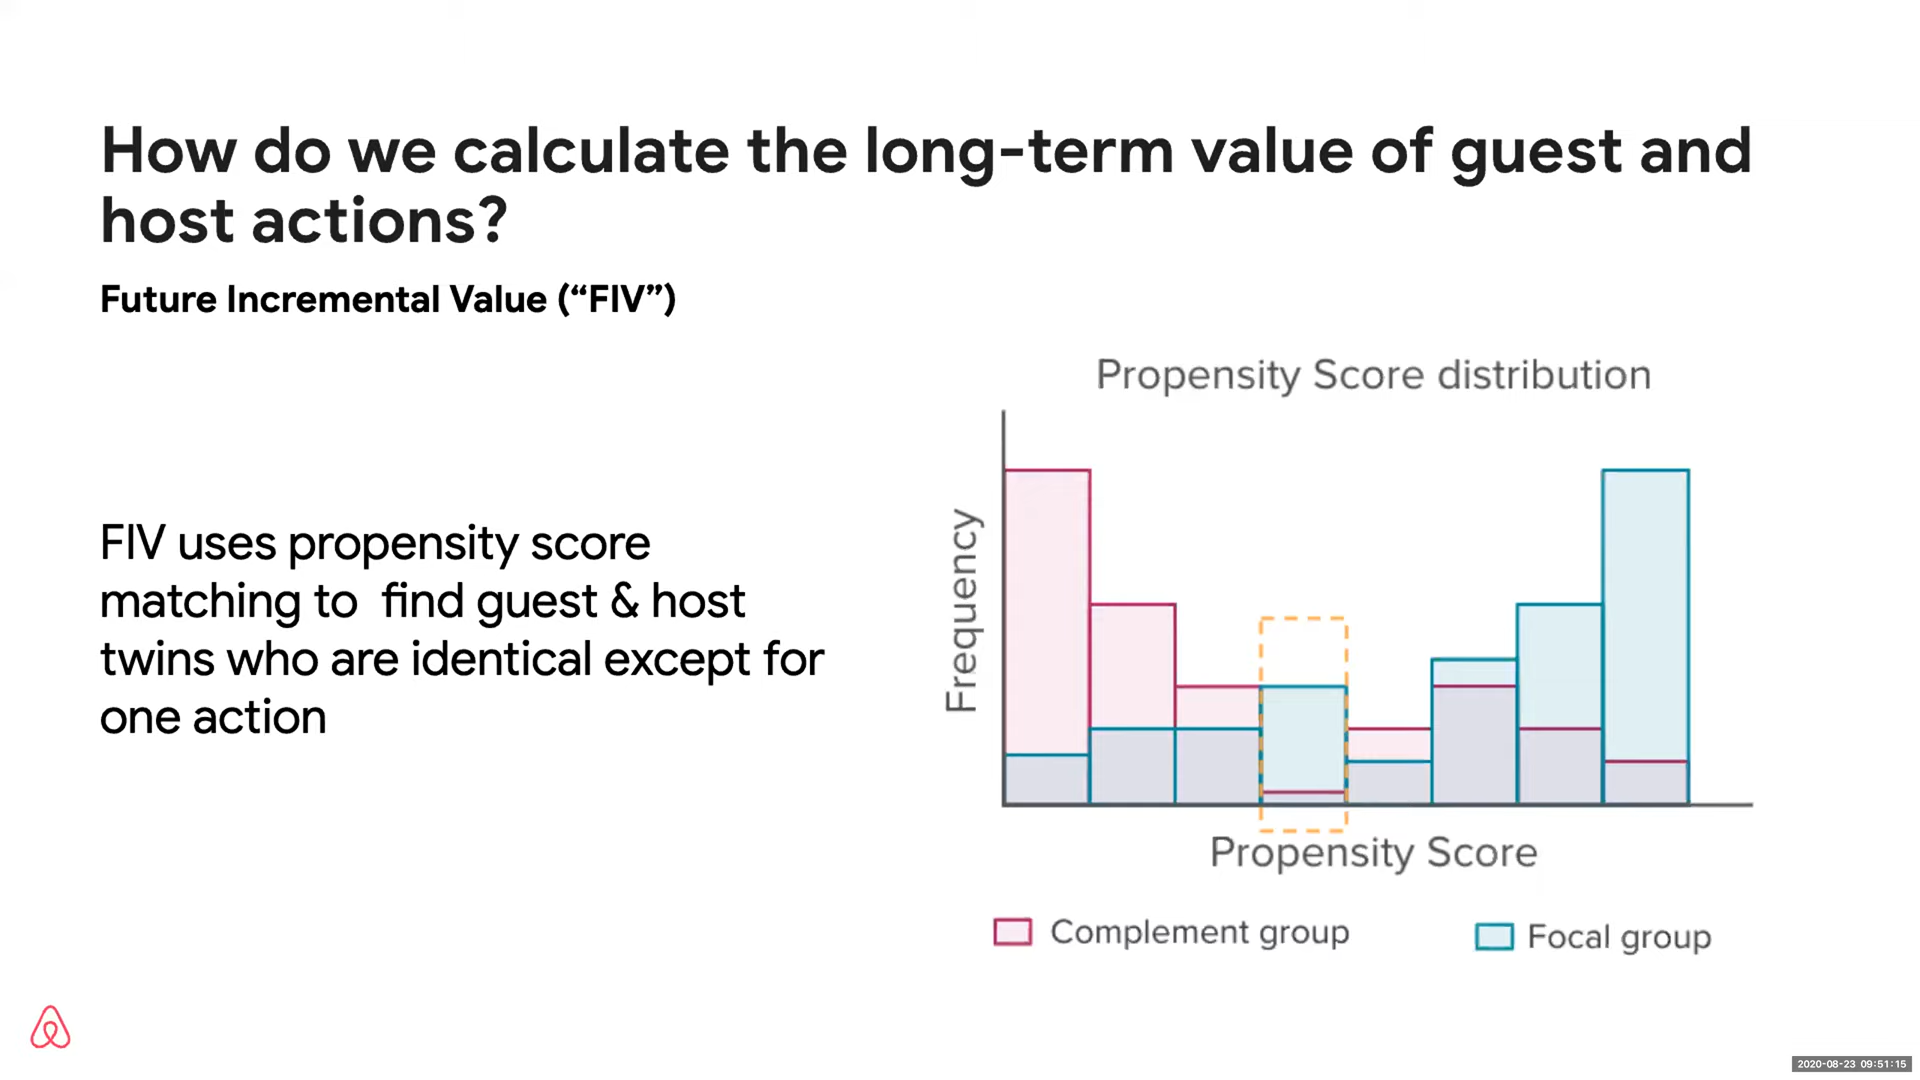 How do we calculate the long-term value of guest and
host actions?
Future Incremental Value (“FIV”)
FIV uses propensity score
matching to  find guest & host
twins who are identical except for
one action
Propensity Score distribution
Frequency
Propensity Score
Complement group
Focal group
2020-08-23 09:51:15